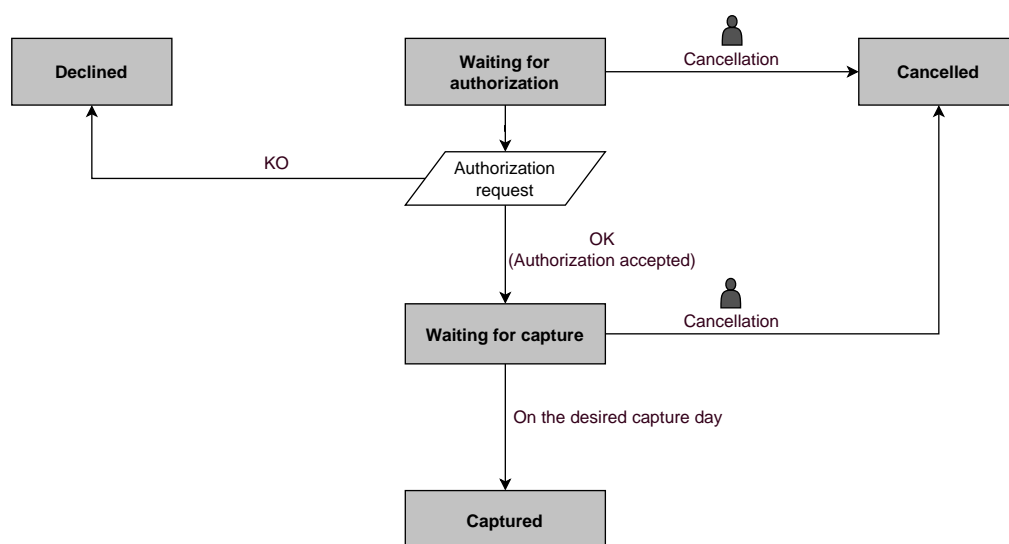 Declined
Waiting for
authorization
Cancellation
Cancelled
KO
Authorization
request
OK
(Authorization accepted)
Waiting for capture
Cancellation
On the desired capture day
Captured